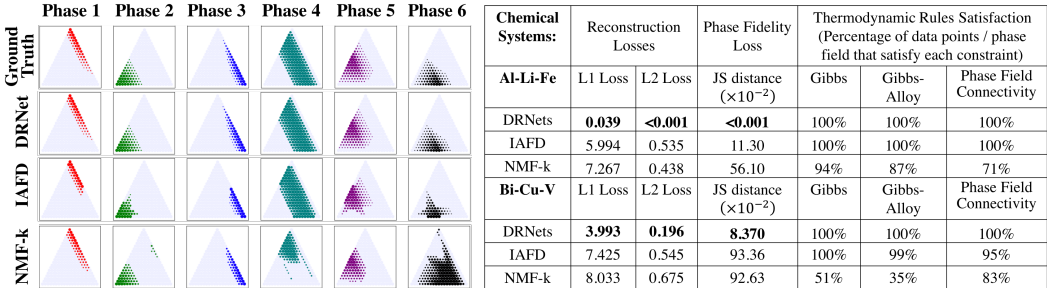 Phase 1 Phase 2 Phase 3 Phase 4 Phase 5 Phase 6
Ground
Truth
DRNet
IAFD
NMF-k
Chemical
Systems:
Reconstruction
Losses
Phase Fidelity
Loss
Thermodynamic Rules Satisfaction
(Percentage of data points / phase
field that satisfy each constraint)
Al-Li-Fe L1 Loss L2 Loss JS distance
(×10⁻²)
Gibbs Gibbs-
Alloy
Phase Field
Connectivity
DRNets 0.039 <0.001 <0.001 100% 100% 100%
IAFD 5.994 0.535 11.30 100% 100% 100%
NMF-k 7.267 0.438 56.10 94% 87% 71%
Bi-Cu-V L1 Loss L2 Loss JS distance
(×10⁻²)
Gibbs Gibbs-
Alloy
Phase Field
Connectivity
DRNets 3.993 0.196 8.370 100% 100% 100%
IAFD 7.425 0.545 93.36 100% 99% 95%
NMF-k 8.033 0.675 92.63 51% 35% 83%